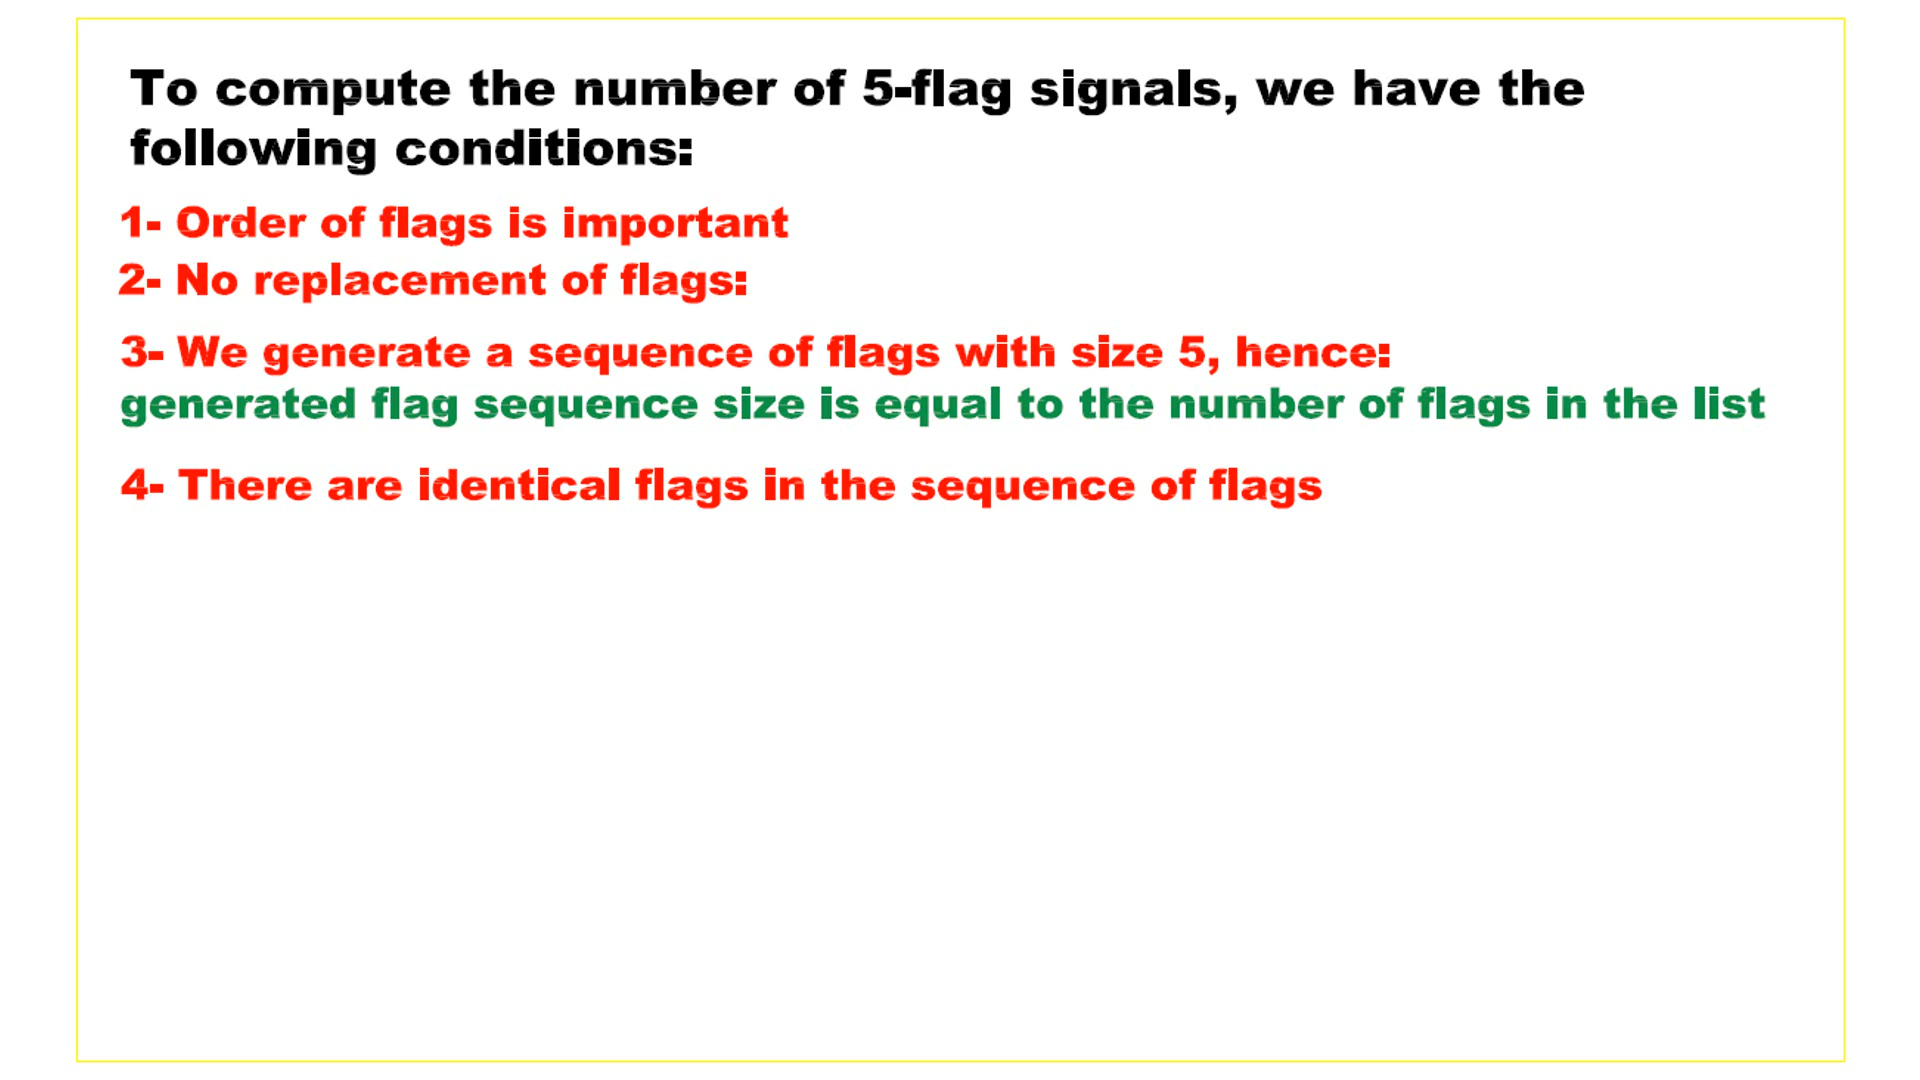 To compute the number of 5-flag signals, we have the
following conditions:
1- Order of flags is important
2- No replacement of flags:
3- We generate a sequence of flags with size 5, hence:
generated flag sequence size is equal to the number of flags in the list
4- There are identical flags in the sequence of flags